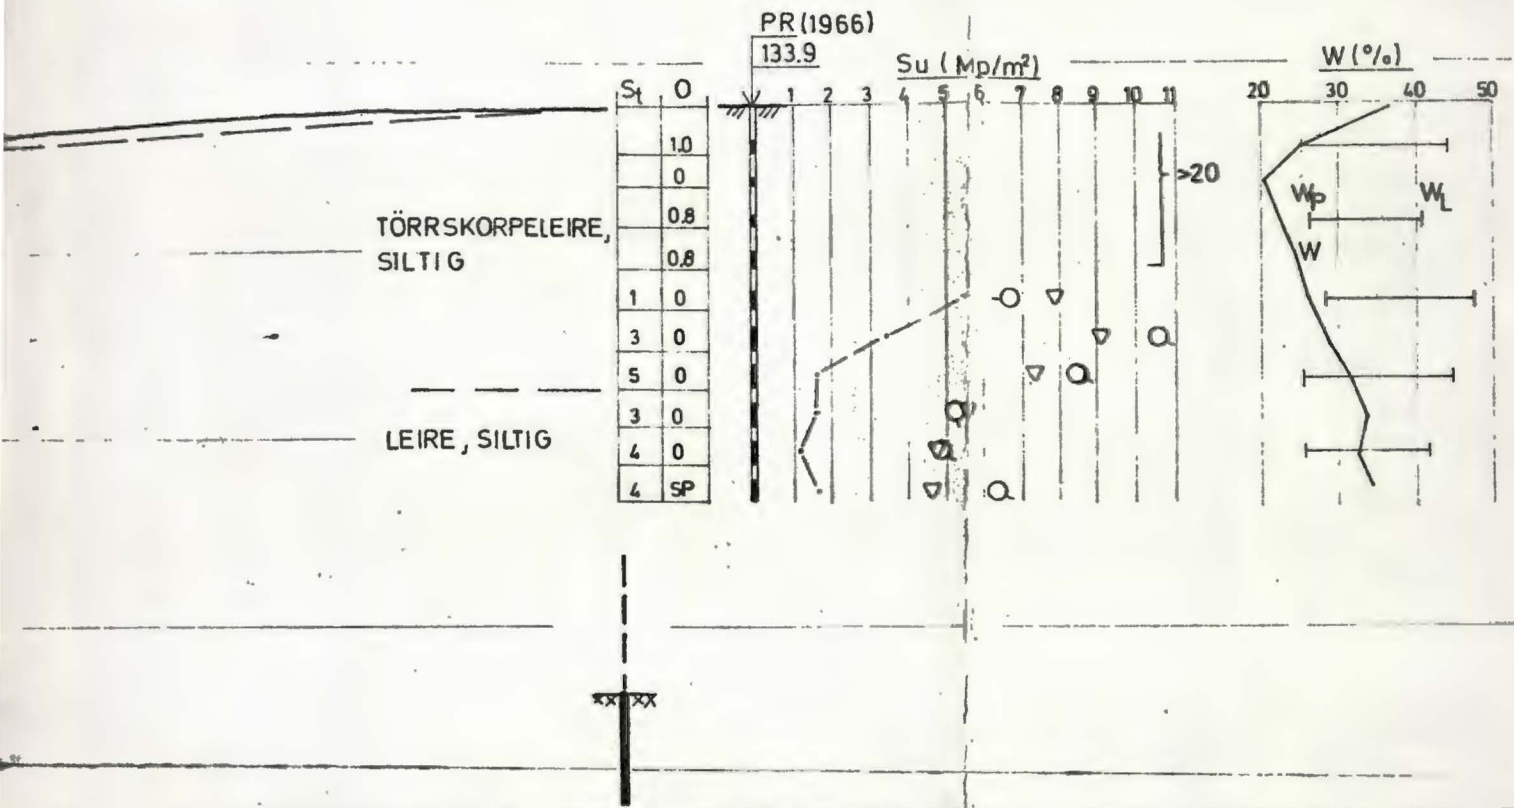 PR (1966)
133.9
Su (Mp/m²)
W (%)
St O
1 2 3 4 5 6 7 8 9 10 11
20 30 40 50
1.0
0
>20
0.8
Wp WL
TÖRRSKORPELEIRE,
SILTIG
W
0.8
1 0
3 0
5 0
3 0
LEIRE, SILTIG
4 0
4 SP